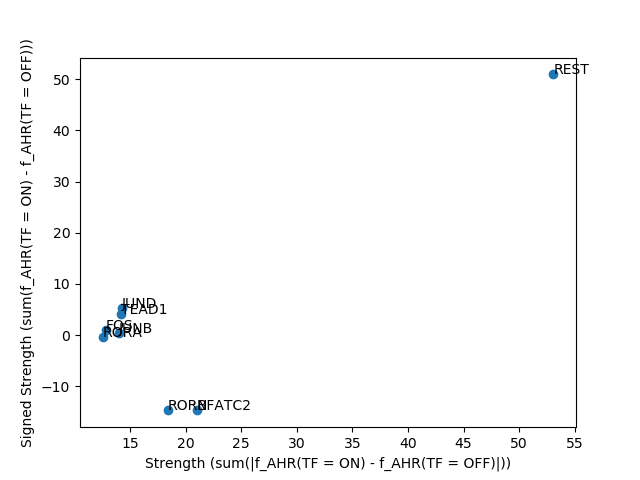 Signed Strength (sum(f_AHR(TF = ON) - f_AHR(TF = OFF)))
50
40
30
20
10
0
−10
REST
JUND
TEAD1
FOS
JUNB
RORA
RORB
NFATC2
15
20
25
30
35
40
45
50
55
Strength (sum(|f_AHR(TF = ON) - f_AHR(TF = OFF)|))